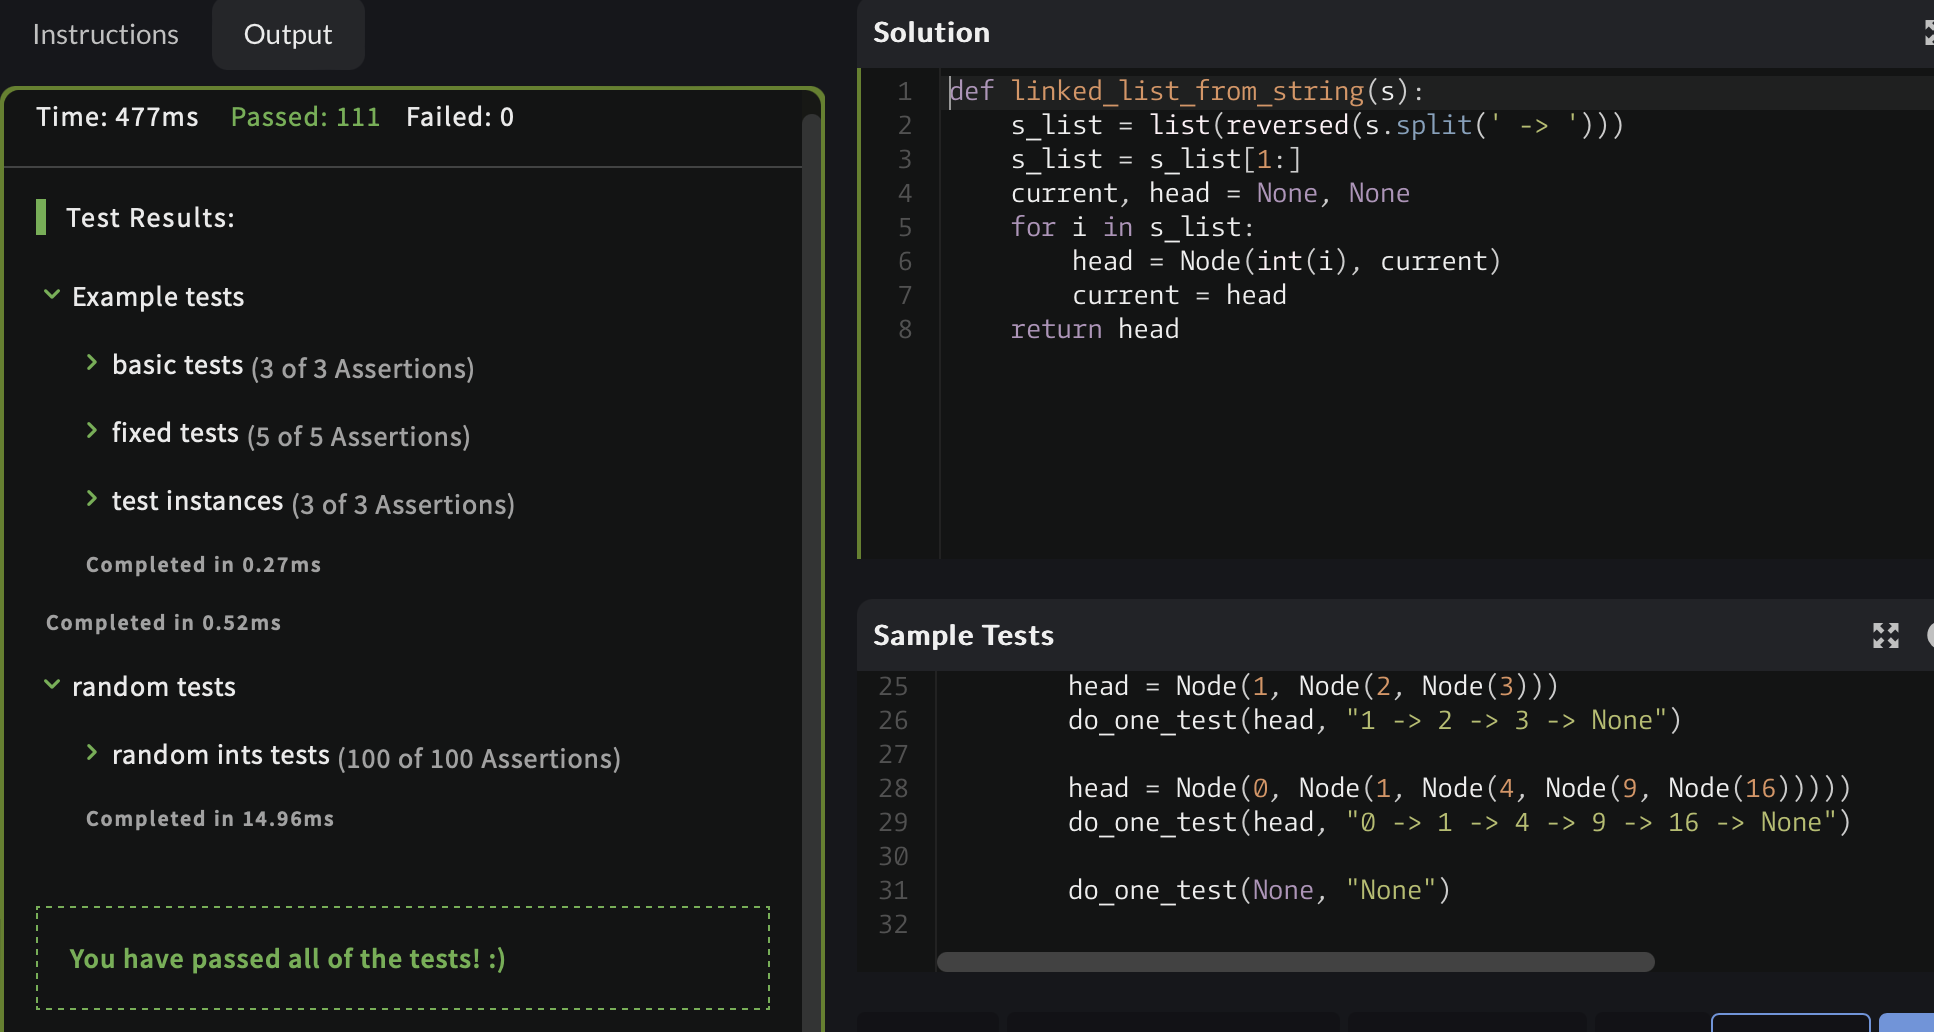 Instructions
Output
Time: 477ms Passed: 111 Failed: 0
Test Results:
Example tests
basic tests (3 of 3 Assertions)
fixed tests (5 of 5 Assertions)
test instances (3 of 3 Assertions)
Completed in 0.27ms
Completed in 0.52ms
random tests
random ints tests (100 of 100 Assertions)
Completed in 14.96ms
You have passed all of the tests! :)
Solution
1 def linked_list_from_string(s):
2     s_list = list(reversed(s.split(' -> ')))
3     s_list = s_list[1:]
4     current, head = None, None
5     for i in s_list:
6         head = Node(int(i), current)
7         current = head
8     return head
Sample Tests
25         head = Node(1, Node(2, Node(3)))
26         do_one_test(head, "1 -> 2 -> 3 -> None")
27
28         head = Node(0, Node(1, Node(4, Node(9, Node(16)))))
29         do_one_test(head, "0 -> 1 -> 4 -> 9 -> 16 -> None")
30
31         do_one_test(None, "None")
32